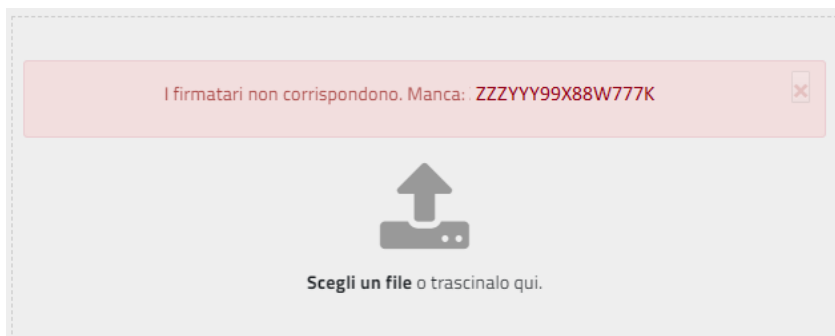 I firmatari non corrispondono. Manca: ZZZYYY99X88W777K
Scegli un file o trascinalo qui.